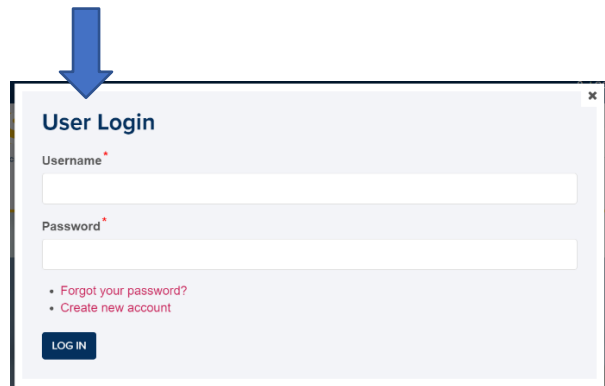 User Login
Username*
Password*
Forgot your password?
Create new account
LOG IN